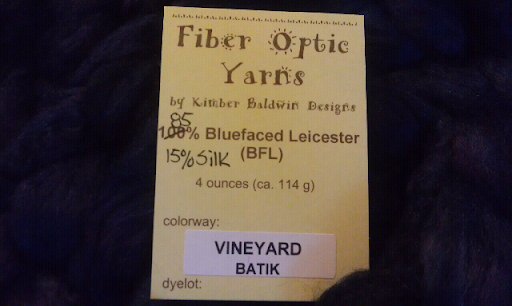 Fiber Optic
Yarns
by Kimber Baldwin Designs
85
100% Bluefaced Leicester
15% Silk (BFL)
4 ounces (ca. 114 g)
colorway:
VINEYARD
BATIK
dyelot: